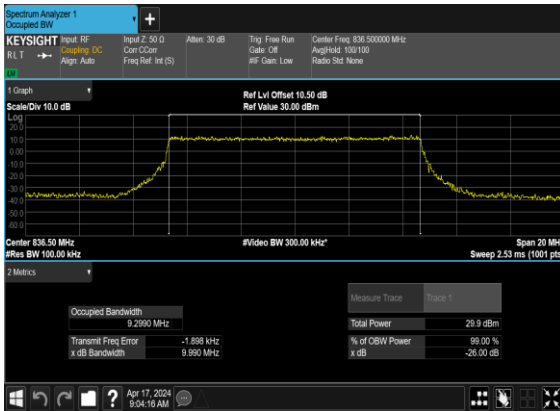 Spectrum Analyzer 1
Occupied BW
+
KEYSIGHT
RLT
LXI
Input: RF
Coupling: DC
Align: Auto
Input Z: 50 Ω
Corr CCorr
Freq Ref: Int (S)
Atten: 30 dB
Trig: Free Run
Gate: Off
#IF Gain: Low
Center Freq: 836.500000 MHz
Avg|Hold: 100/100
Radio Std: None
1 Graph
Scale/Div 10.0 dB
Ref Lvl Offset 10.50 dB
Ref Value 30.00 dBm
Log
20.0
10.0
0.00
-10.0
-20.0
-30.0
-40.0
-50.0
-60.0
Center 836.50 MHz
#Res BW 100.00 kHz
#Video BW 300.00 kHz*
Span 20 MH
Sweep 2.53 ms (1001 pts
2 Metrics
Measure Trace Trace 1
Occupied Bandwidth
9.2990 MHz
Total Power 29.9 dBm
Transmit Freq Error -1.898 kHz
% of OBW Power 99.00 %
x dB Bandwidth 9.990 MHz
x dB -26.00 dB
?
Apr 17, 2024
9:04:16 AM